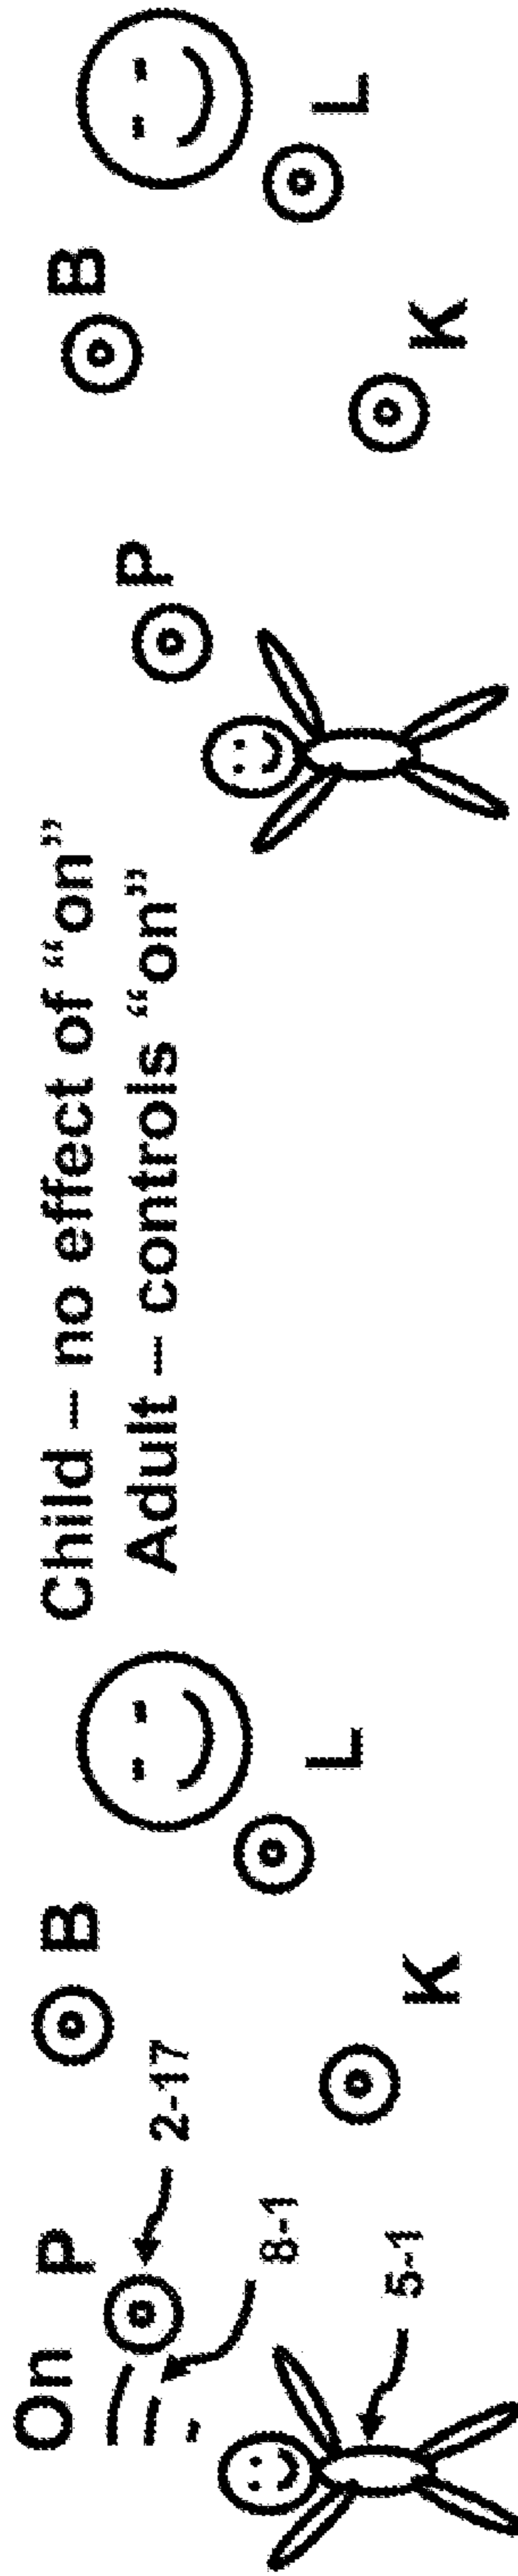 On
P
B
L
K
2-17
8-1
5-1
Child – no effect of “on”
Adult – controls “on”
P
B
L
K